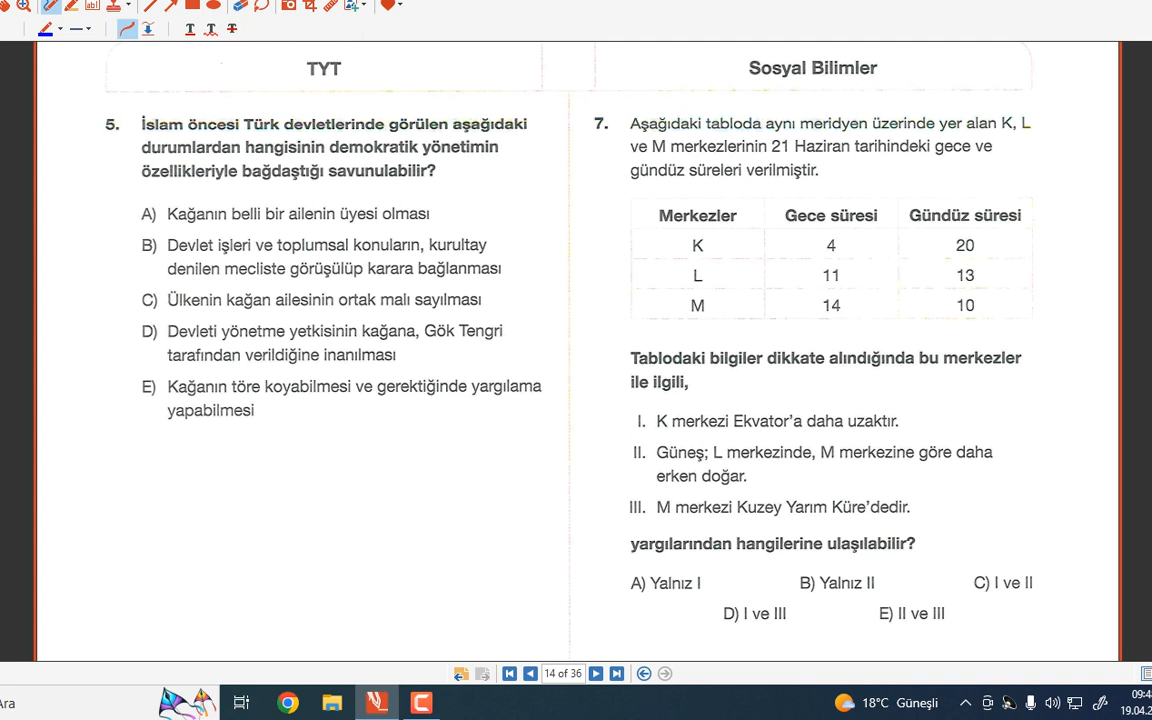 TYT
Sosyal Bilimler
5. İslam öncesi Türk devletlerinde görülen aşağıdaki
durumlardan hangisinin demokratik yönetimin
özellikleriyle bağdaştığı savunulabilir?
A) Kağanın belli bir ailenin üyesi olması
B) Devlet işleri ve toplumsal konuların, kurultay
denilen mecliste görüşülüp karara bağlanması
C) Ülkenin kağan ailesinin ortak malı sayılması
D) Devleti yönetme yetkisinin kağana, Gök Tengri
tarafından verildiğine inanılması
E) Kağanın töre koyabilmesi ve gerektiğinde yargılama
yapabilmesi
7. Aşağıdaki tabloda aynı meridyen üzerinde yer alan K, L
ve M merkezlerinin 21 Haziran tarihindeki gece ve
gündüz süreleri verilmiştir.
Merkezler Gece süresi Gündüz süresi
K 4 20
L 11 13
M 14 10
Tablodaki bilgiler dikkate alındığında bu merkezler
ile ilgili,
I. K merkezi Ekvator'a daha uzaktır.
II. Güneş; L merkezinde, M merkezine göre daha
erken doğar.
III. M merkezi Kuzey Yarım Küre'dedir.
yargılarından hangilerine ulaşılabilir?
A) Yalnız I B) Yalnız II C) I ve II
D) I ve III E) II ve III
14 of 36
Ara
18°C Güneşli
09:4
19.04.2